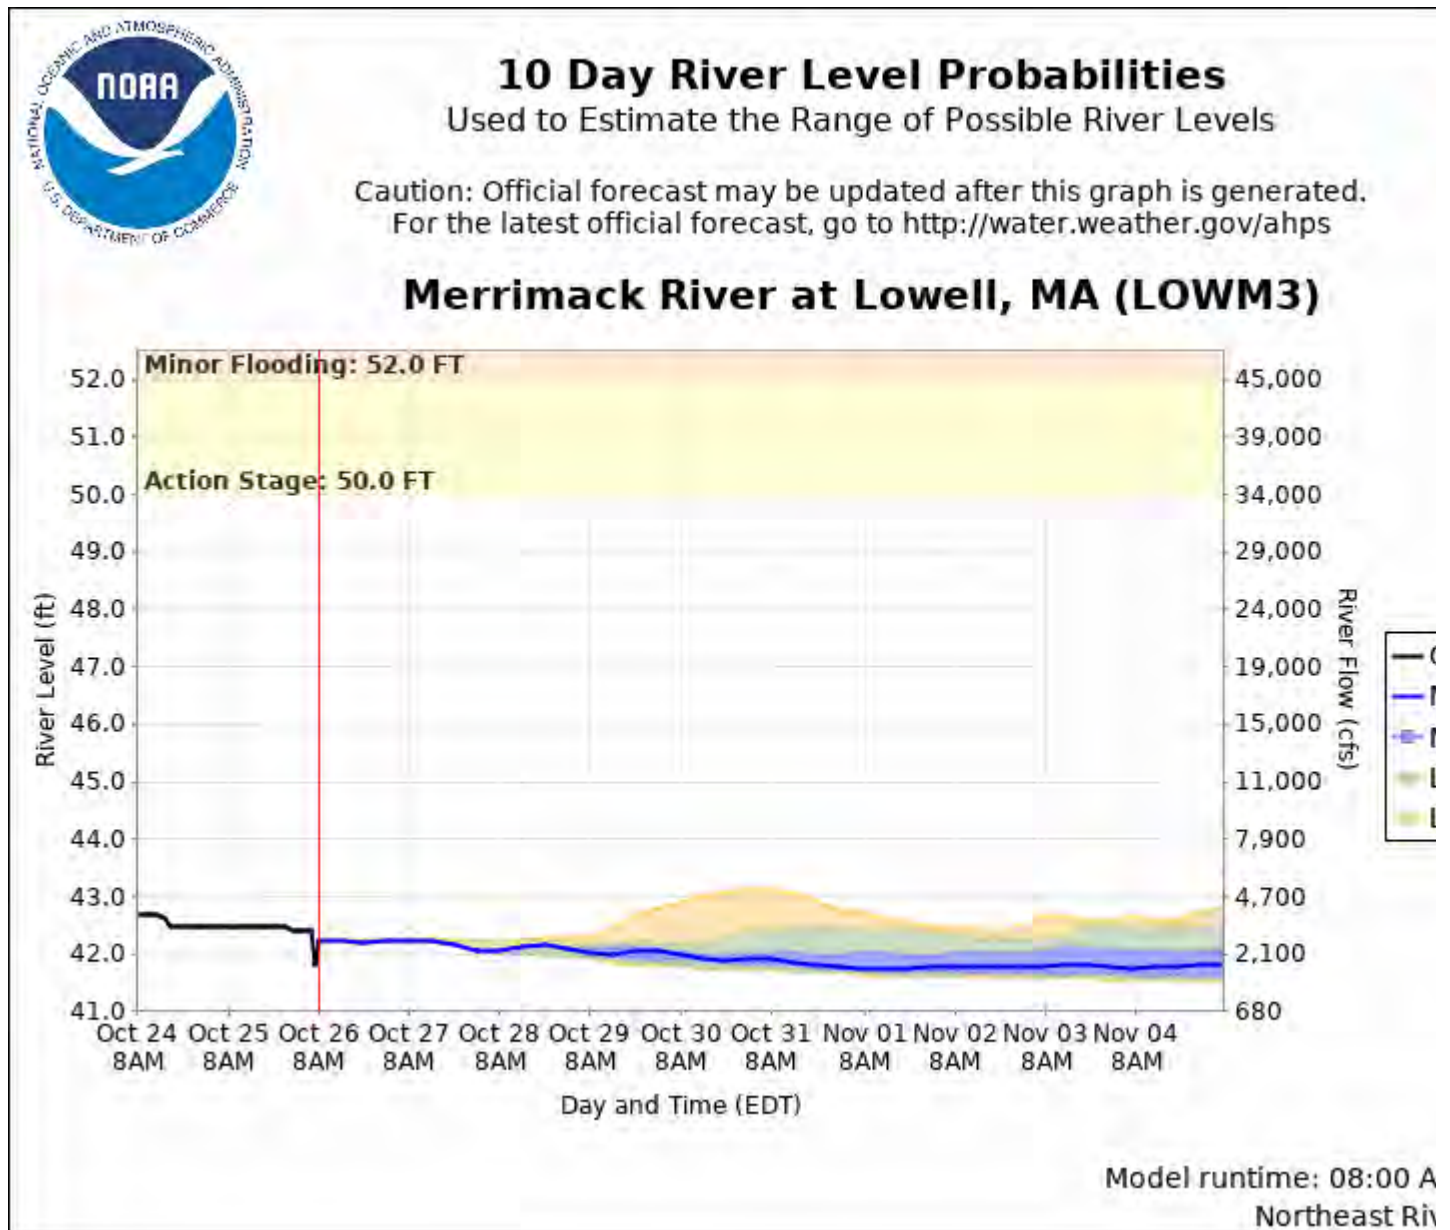 NATIONAL OCEANIC AND ATMOSPHERIC ADMINISTRATION
NOAA
U.S. DEPARTMENT OF COMMERCE
10 Day River Level Probabilities
Used to Estimate the Range of Possible River Levels
Caution: Official forecast may be updated after this graph is generated.
For the latest official forecast, go to http://water.weather.gov/ahps
Merrimack River at Lowell, MA (LOWM3)
Minor Flooding: 52.0 FT
Action Stage: 50.0 FT
River Level (ft)
52.0
51.0
50.0
49.0
48.0
47.0
46.0
45.0
44.0
43.0
42.0
41.0
45,000
39,000
34,000
29,000
24,000
19,000
15,000
11,000
7,900
4,700
2,100
680
River Flow (cfs)
Oct 24 Oct 25 Oct 26 Oct 27 Oct 28 Oct 29 Oct 30 Oct 31 Nov 01 Nov 02 Nov 03 Nov 04
8AM 8AM 8AM 8AM 8AM 8AM 8AM 8AM 8AM 8AM 8AM 8AM
Day and Time (EDT)
Model runtime: 08:00 A
Northeast Riv